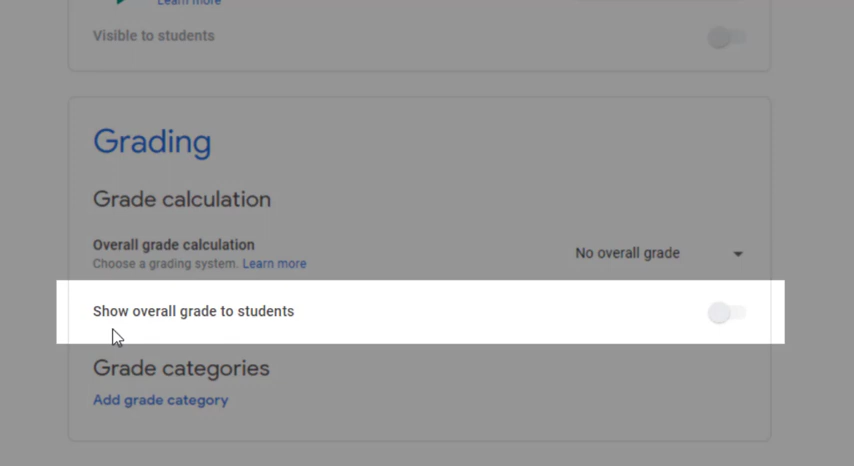 Learn more
Visible to students
Grading
Grade calculation
Overall grade calculation
No overall grade
Choose a grading system. Learn more
Show overall grade to students
Grade categories
Add grade category